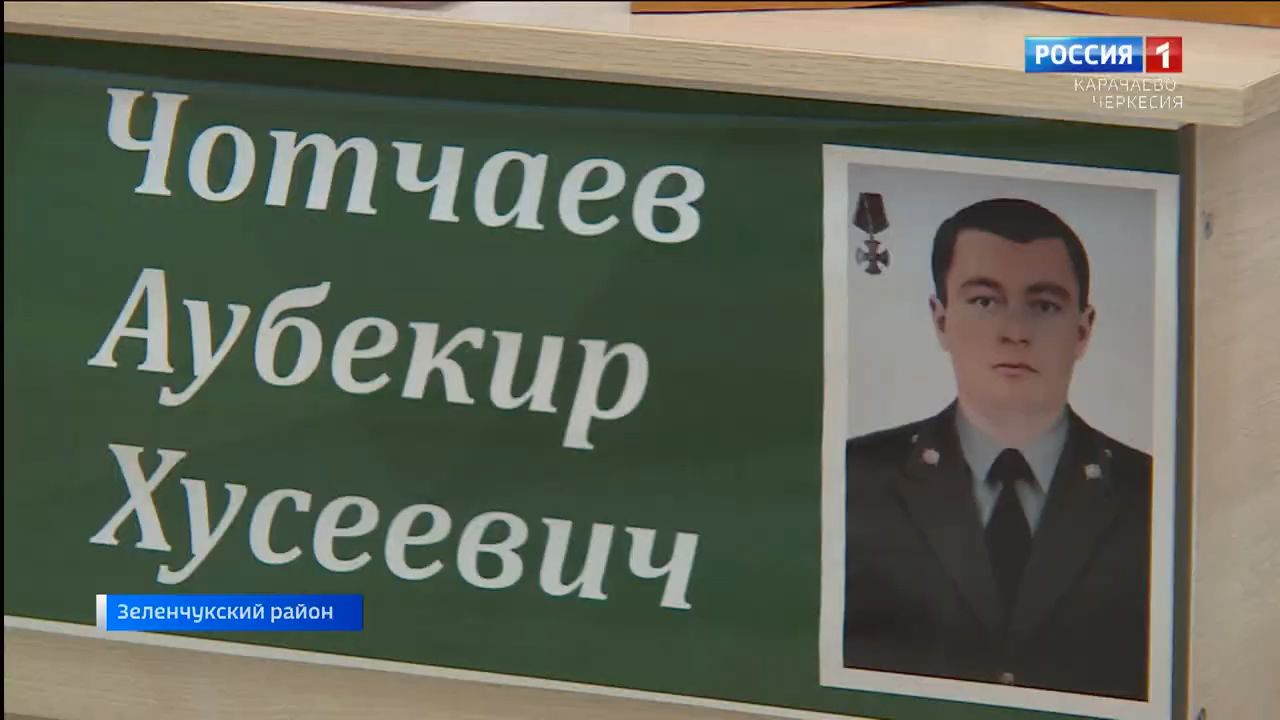 РОССИЯ 1
КАРАЧАЕВО
ЧЕРКЕСИЯ
Чотчаев
Аубекир
Хусеевич
Зеленчукский район